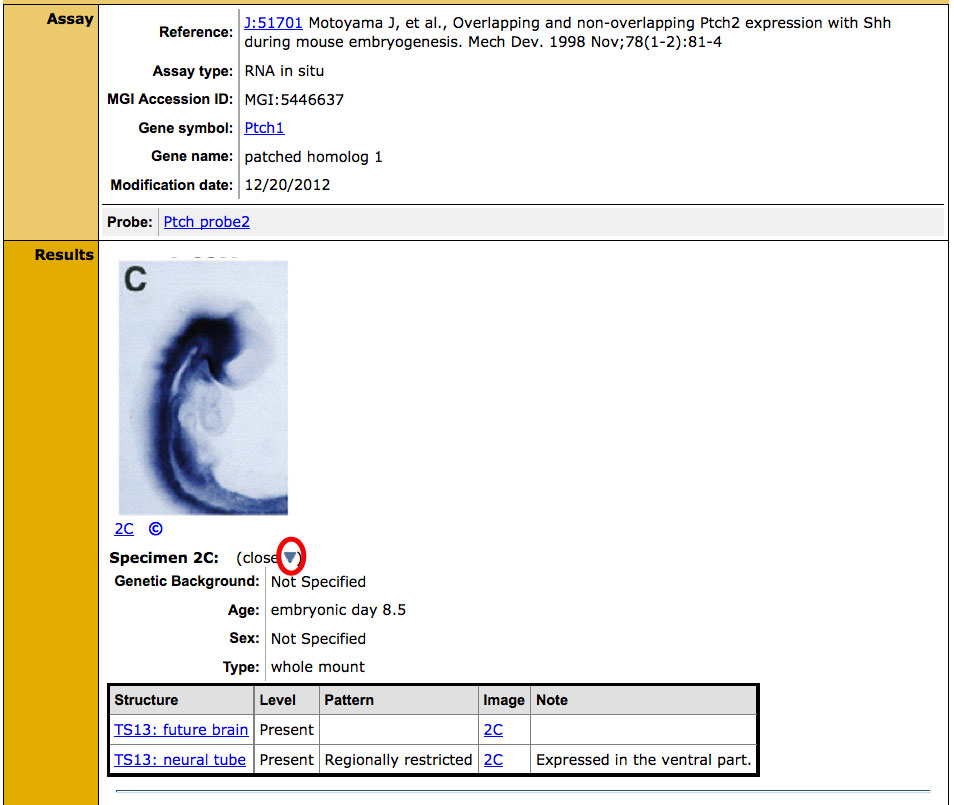 Assay
Reference: J:51701 Motoyama J, et al., Overlapping and non-overlapping Ptch2 expression with Shh
during mouse embryogenesis. Mech Dev. 1998 Nov;78(1-2):81-4
Assay type: RNA in situ
MGI Accession ID: MGI:5446637
Gene symbol: Ptch1
Gene name: patched homolog 1
Modification date: 12/20/2012
Probe: Ptch probe2
Results
C
2C ©
Specimen 2C: (close ▼)
Genetic Background: Not Specified
Age: embryonic day 8.5
Sex: Not Specified
Type: whole mount
Structure Level Pattern Image Note
TS13: future brain Present 2C
TS13: neural tube Present Regionally restricted 2C Expressed in the ventral part.